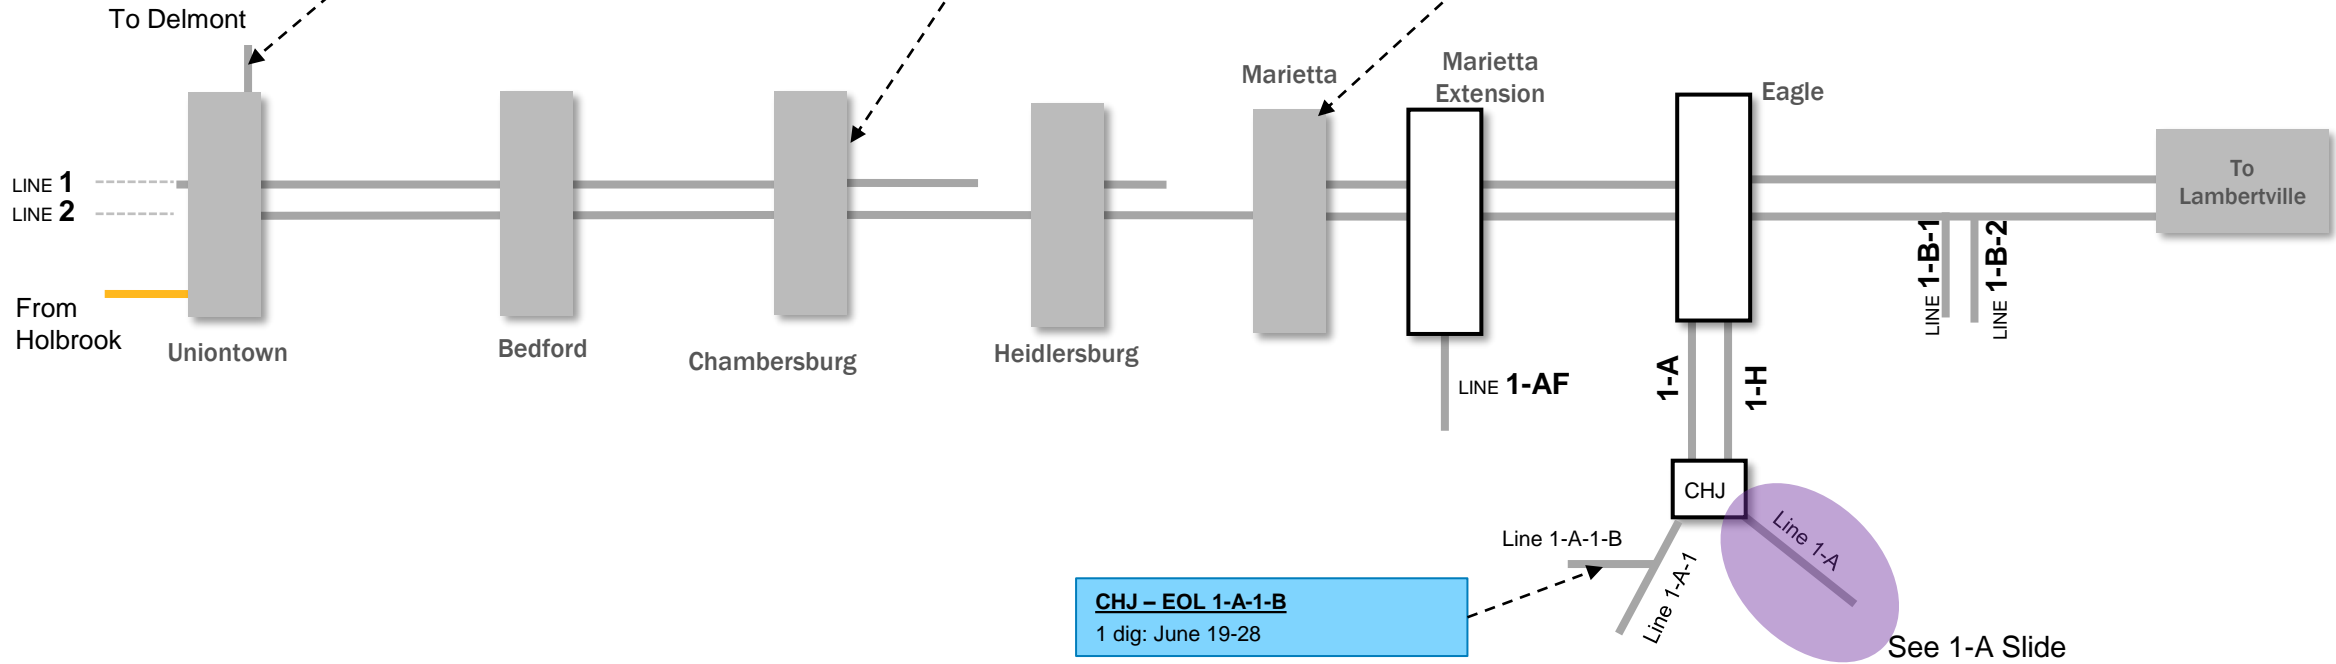 To Delmont
Marietta
Marietta
Extension
Eagle
LINE 1
LINE 2
To
Lambertville
From
Holbrook
Uniontown
Bedford
Chambersburg
Heidlersburg
LINE 1-AF
1-A
1-H
LINE 1-B-1
LINE 1-B-2
CHJ
Line 1-A-1-B
Line 1-A-1
Line 1-A
CHJ – EOL 1-A-1-B
1 dig: June 19-28
See 1-A Slide